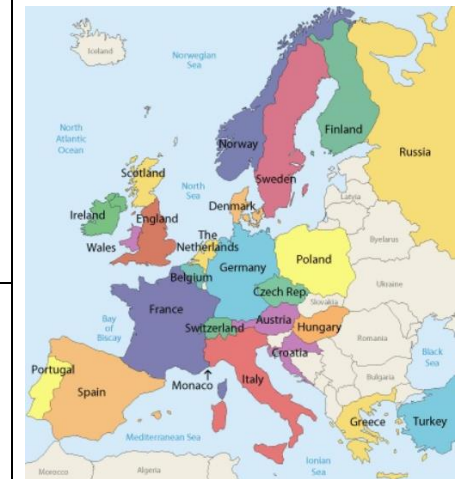 Iceland
Norwegian
Sea
North
Atlantic
Ocean
Norway
Finland
Russia
Sweden
Scotland
North
Sea
Denmark
Latvia
Ireland
England
Wales
The
Netherlands
Byelarus
Belgium
Germany
Poland
Czech Rep.
Ukraine
Slakia
France
Bay
of
Biscay
Switzerland
Austria
Hungary
Romania
Croatia
Black
Sea
Portugal
Spain
Monaco
Italy
Bulgaria
Mediterranean Sea
Greece
Turkey
Ionian
Sea
Morocco
Algeria